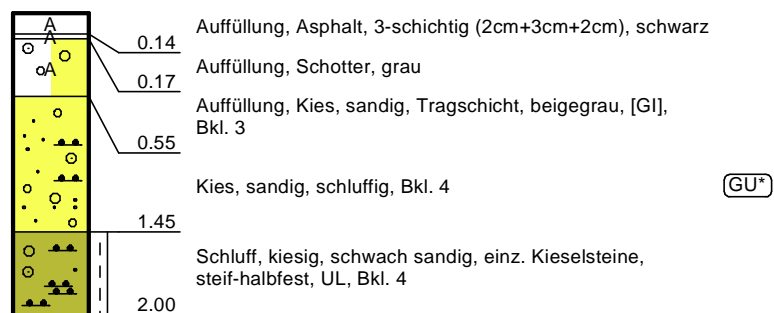 A
Auffüllung, Asphalt, 3-schichtig (2cm+3cm+2cm), schwarz
A
0.14
A
Auffüllung, Schotter, grau
0.17
Auffüllung, Kies, sandig, Tragschicht, beigegrau, [GI],
Bkl. 3
0.55
Kies, sandig, schluffig, Bkl. 4
GU*
1.45
Schluff, kiesig, schwach sandig, einz. Kieselsteine,
steif-halbfest, UL, Bkl. 4
2.00